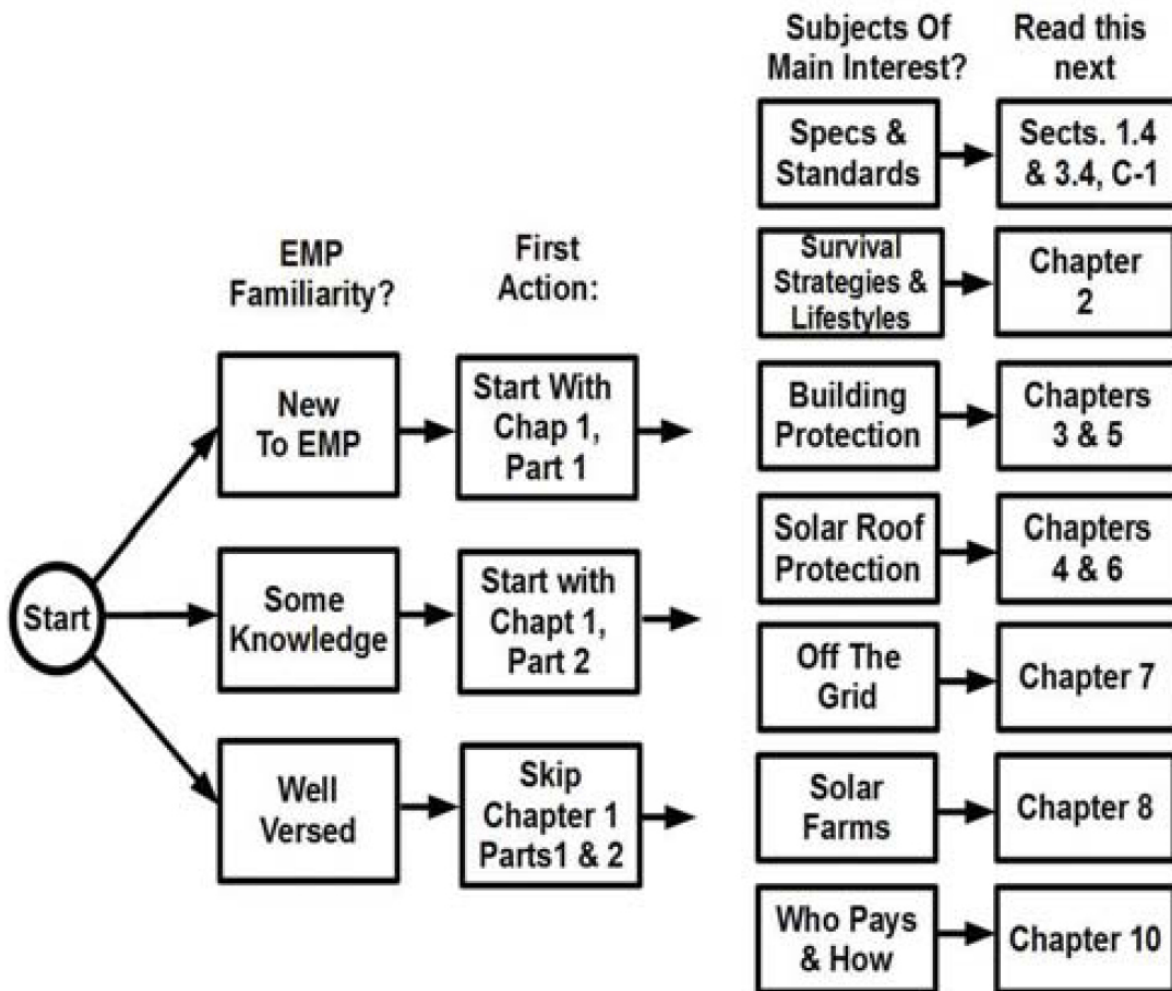 Subjects Of
Main Interest?
Read this
next
Specs &
Standards
Sects. 1.4
& 3.4, C-1
Survival
Strategies &
Lifestyles
Chapter
2
EMP
Familiarity?
First
Action:
New
To EMP
Start With
Chap 1,
Part 1
Building
Protection
Chapters
3 & 5
Start
Some
Knowledge
Start with
Chapt 1,
Part 2
Solar Roof
Protection
Chapters
4 & 6
Off The
Grid
Chapter 7
Well
Versed
Skip
Chapter 1
Parts1 & 2
Solar
Farms
Chapter 8
Who Pays
& How
Chapter 10